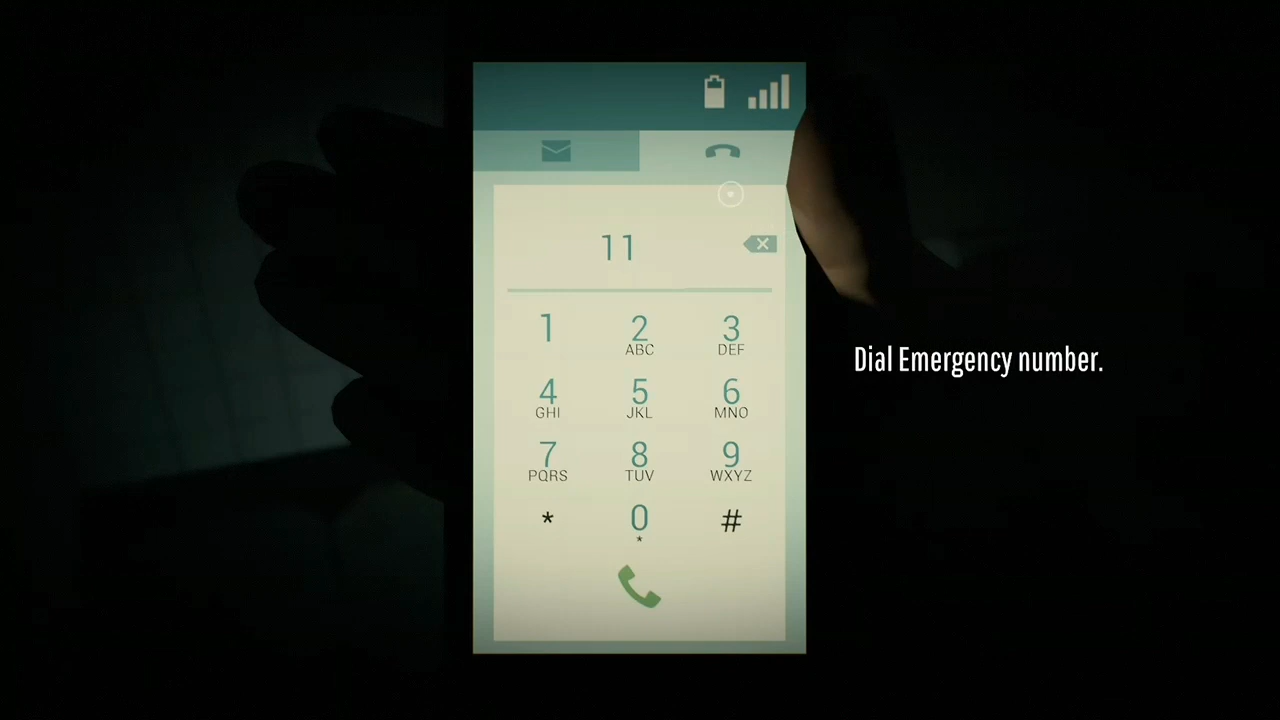 11
1 2 3
ABC DEF
4 5 6
GHI JKL MNO
7 8 9
PQRS TUV WXYZ
* 0 #
*
Dial Emergency number.